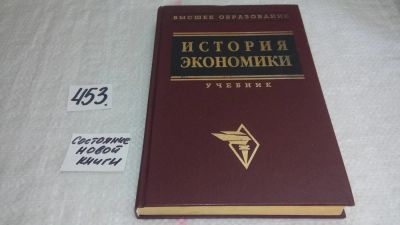 ВЫСШЕЕ ОБРАЗОВАНИЕ
ИСТОРИЯ
ЭКОНОМИКИ
УЧЕБНИК
453.
СОСТОЯНИЕ
НОВОЙ
КНИГИ